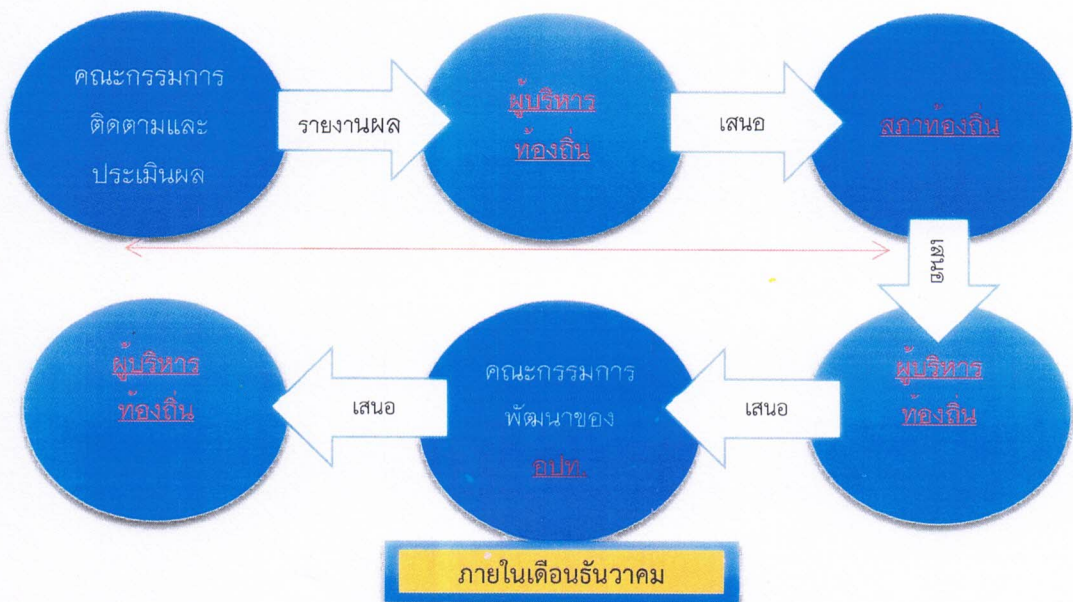 คณะกรรมการ
ติดตามและ
ประเมินผล
รายงานผล
ผู้บริหาร
ท้องถิ่น
เสนอ
สภาท้องถิ่น
เสนอ
ผู้บริหาร
ท้องถิ่น
เสนอ
คณะกรรมการ
พัฒนาของ
อปท.
เสนอ
ผู้บริหาร
ท้องถิ่น
ภายในเดือนธันวาคม